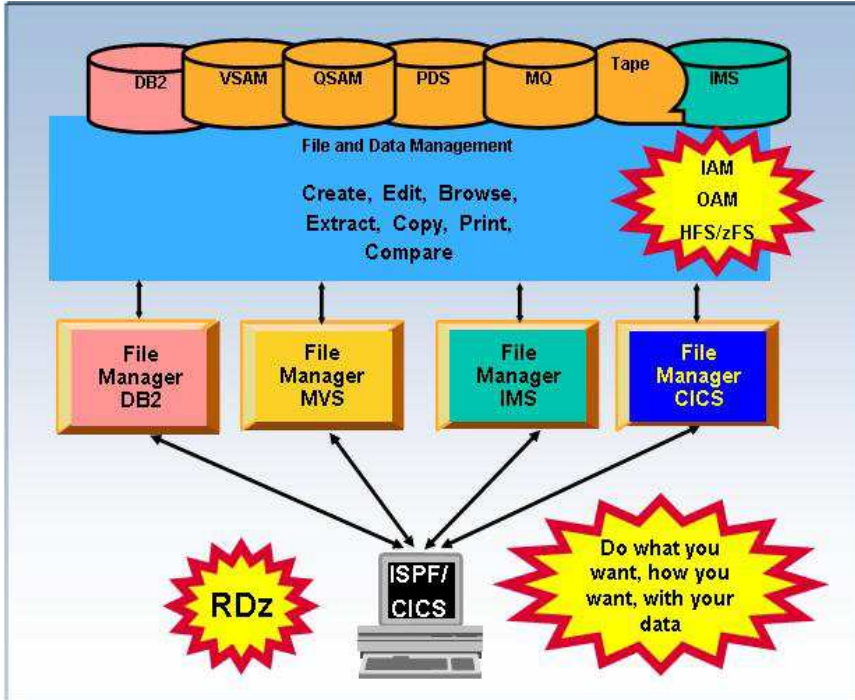 DB2
VSAM
QSAM
PDS
MQ
Tape
IMS
File and Data Management
Create, Edit, Browse,
Extract, Copy, Print,
Compare
IAM
OAM
HFS/zFS
File
Manager
DB2
File
Manager
MVS
File
Manager
IMS
File
Manager
CICS
RDz
ISPF/
CICS
Do what you
want, how you
want, with your
data